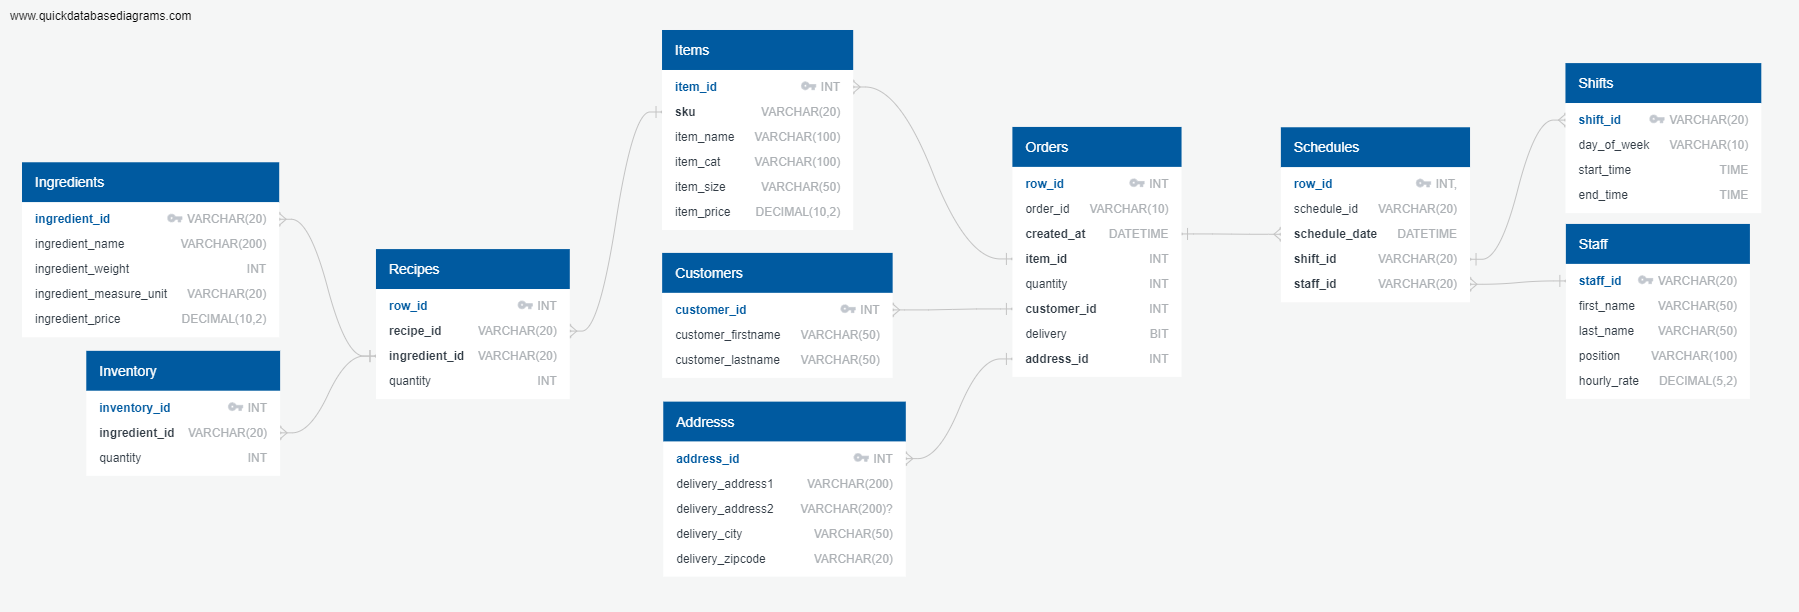 www.quickdatabasediagrams.com
Ingredients
ingredient_id VARCHAR(20)
ingredient_name VARCHAR(200)
ingredient_weight INT
ingredient_measure_unit VARCHAR(20)
ingredient_price DECIMAL(10,2)
Inventory
inventory_id INT
ingredient_id VARCHAR(20)
quantity INT
Recipes
row_id INT
recipe_id VARCHAR(20)
ingredient_id VARCHAR(20)
quantity INT
Items
item_id INT
sku VARCHAR(20)
item_name VARCHAR(100)
item_cat VARCHAR(100)
item_size VARCHAR(50)
item_price DECIMAL(10,2)
Customers
customer_id INT
customer_firstname VARCHAR(50)
customer_lastname VARCHAR(50)
Addresss
address_id INT
delivery_address1 VARCHAR(200)
delivery_address2 VARCHAR(200)?
delivery_city VARCHAR(50)
delivery_zipcode VARCHAR(20)
Orders
row_id INT
order_id VARCHAR(10)
created_at DATETIME
item_id INT
quantity INT
customer_id INT
delivery BIT
address_id INT
Schedules
row_id INT,
schedule_id VARCHAR(20)
schedule_date DATETIME
shift_id VARCHAR(20)
staff_id VARCHAR(20)
Shifts
shift_id VARCHAR(20)
day_of_week VARCHAR(10)
start_time TIME
end_time TIME
Staff
staff_id VARCHAR(20)
first_name VARCHAR(50)
last_name VARCHAR(50)
position VARCHAR(100)
hourly_rate DECIMAL(5,2)